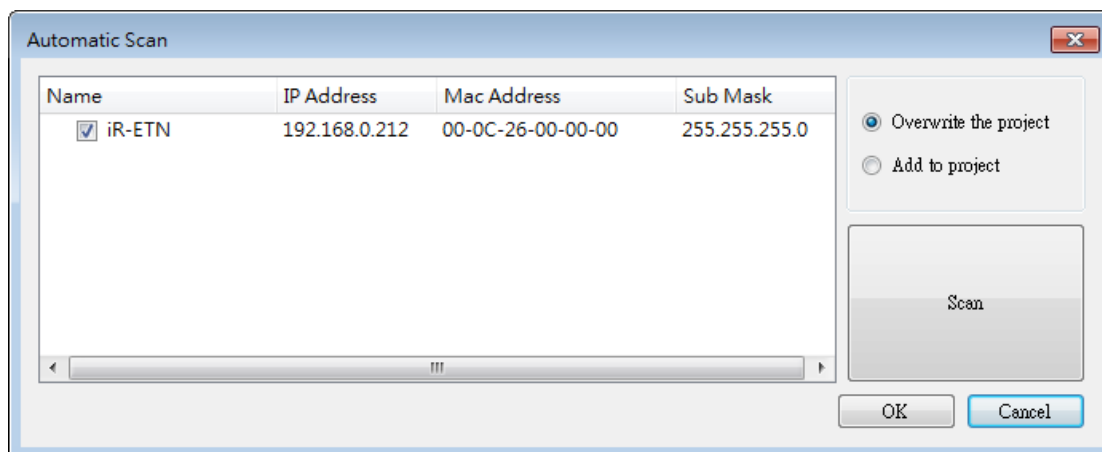 Automatic Scan
Name IP Address Mac Address Sub Mask
iR-ETN 192.168.0.212 00-0C-26-00-00-00 255.255.255.0
Overwrite the project
Add to project
Scan
OK Cancel